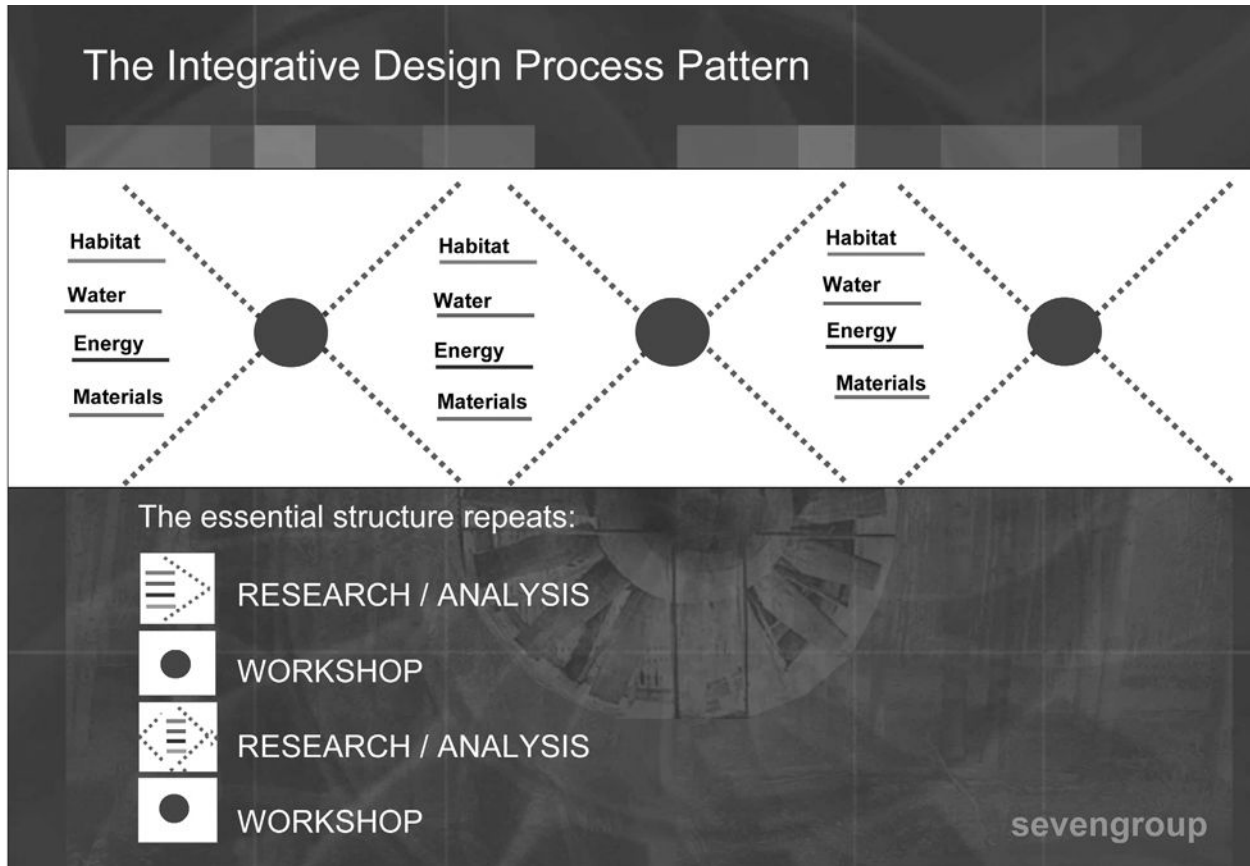 The Integrative Design Process Pattern
Habitat
Water
Energy
Materials
Habitat
Water
Energy
Materials
Habitat
Water
Energy
Materials
The essential structure repeats:
RESEARCH / ANALYSIS
WORKSHOP
RESEARCH / ANALYSIS
WORKSHOP
sevengroup